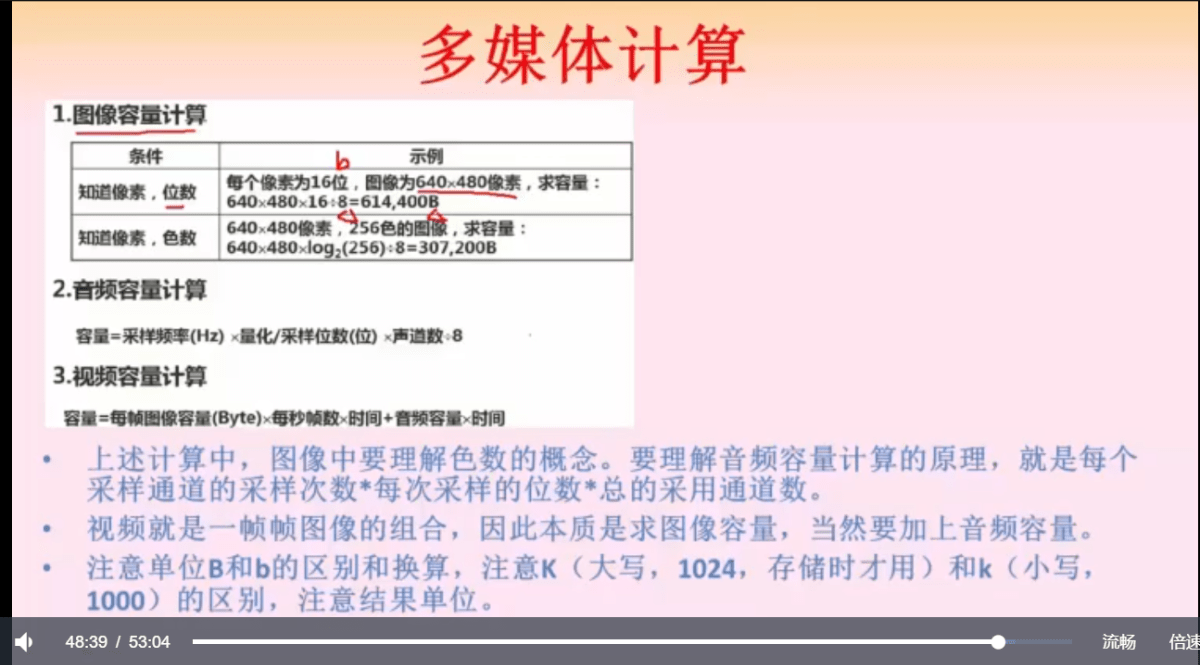 多媒体计算
1.图像容量计算
条件 示例
b
知道像素，位数 每个像素为16位，图像为640×480像素，求容量：
640×480×16÷8=614,400B
知道像素，色数 640×480像素，256色的图像，求容量：
640×480×log₂(256)÷8=307,200B
2.音频容量计算
容量=采样频率(Hz) ×量化/采样位数(位) ×声道数÷8
3.视频容量计算
容量=每帧图像容量(Byte)×每秒帧数×时间+音频容量×时间
• 上述计算中，图像中要理解色数的概念。要理解音频容量计算的原理，就是每个
采样通道的采样次数*每次采样的位数*总的采用通道数。
• 视频就是一帧帧图像的组合，因此本质是求图像容量，当然要加上音频容量。
• 注意单位B和b的区别和换算，注意K（大写，1024，存储时才用）和k（小写，
1000）的区别，注意结果单位。
48:39 / 53:04 流畅 倍速